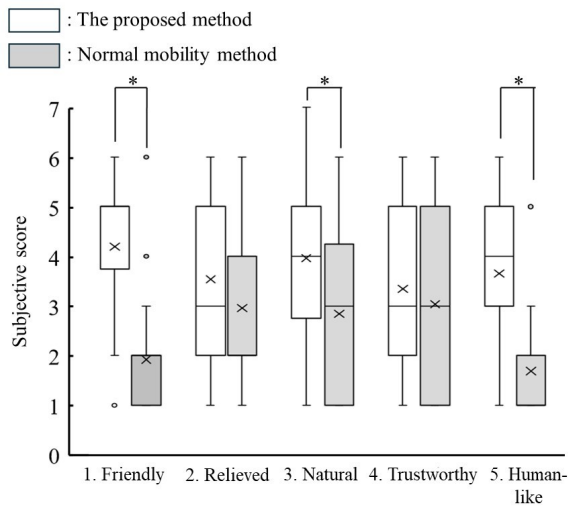 : The proposed method
: Normal mobility method
* * *
7
6
5
4
3
2
1
0
Subjective score
1. Friendly 2. Relieved 3. Natural 4. Trustworthy 5. Human-
like